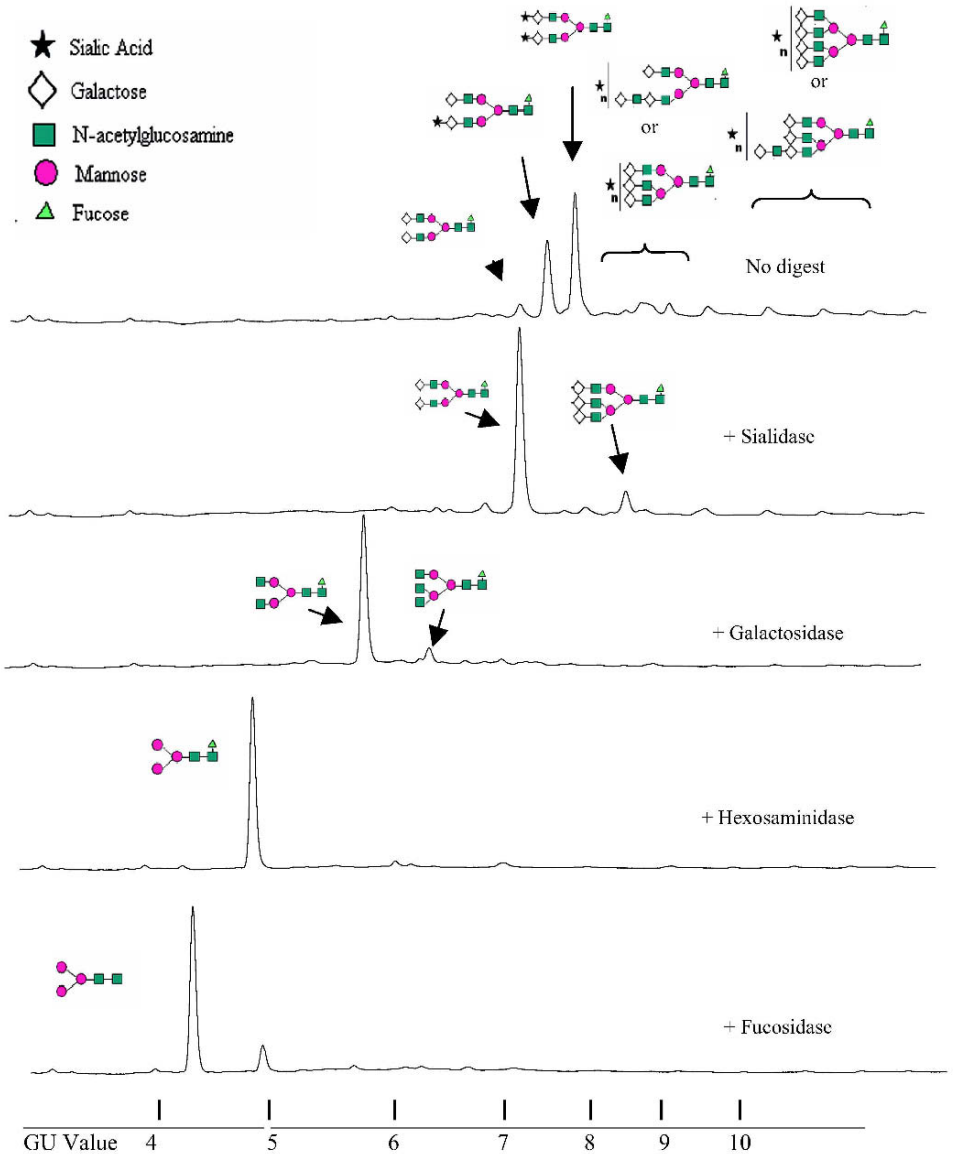 Sialic Acid
Galactose
N-acetylglucosamine
Mannose
Fucose
n
or
n
n
or
n
No digest
+ Sialidase
+ Galactosidase
+ Hexosaminidase
+ Fucosidase
GU Value 4 5 6 7 8 9 10